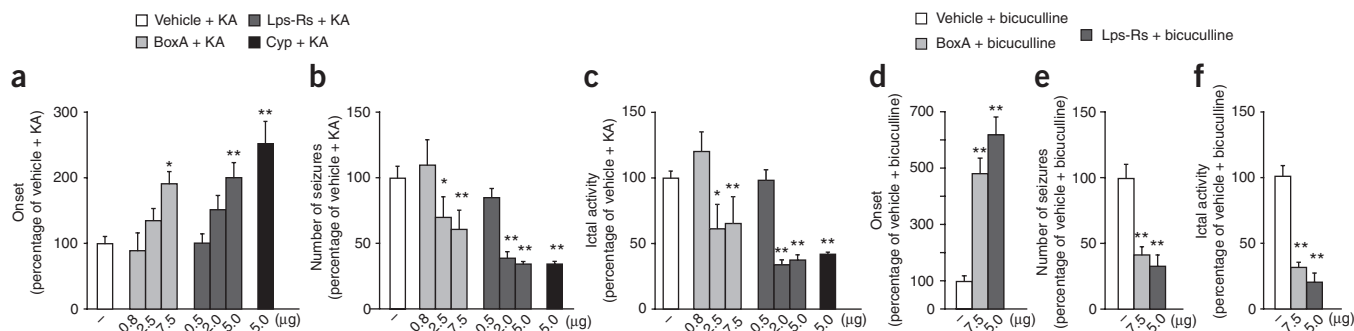 Vehicle + KA
Lps-Rs + KA
BoxA + KA
Cyp + KA
Vehicle + bicuculline
BoxA + bicuculline
Lps-Rs + bicuculline
a
Onset
(percentage of vehicle + KA)
300
200
100
0
*
**
**
–
0.8
2.5
7.5
0.5
2.0
5.0
5.0
(µg)
b
Number of seizures
(percentage of vehicle + KA)
150
100
50
0
*
**
**
**
**
–
0.8
2.5
7.5
0.5
2.0
5.0
5.0
(µg)
c
Ictal activity
(percentage of vehicle + KA)
150
100
50
0
*
**
**
**
**
–
0.8
2.5
7.5
0.5
2.0
5.0
5.0
(µg)
d
Onset
(percentage of vehicle + bicuculline)
700
500
300
100
0
**
**
–
7.5
5.0
(µg)
e
Number of seizures
(percentage of vehicle + bicuculline)
150
100
50
0
**
**
–
7.5
5.0
(µg)
f
Ictal activity
(percentage of vehicle + bicuculline)
150
100
50
0
**
**
–
7.5
5.0
(µg)